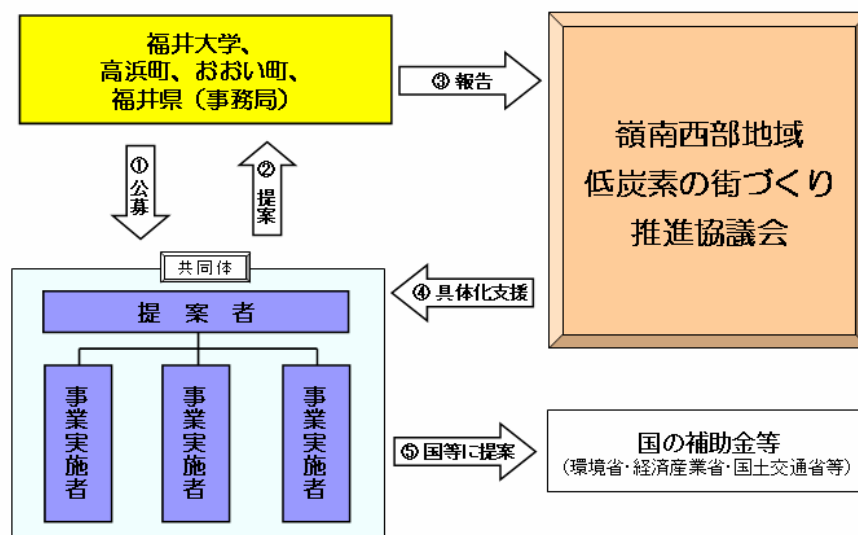 福井大学、
高浜町、おおい町、
福井県（事務局）
③報告
嶺南西部地域
低炭素の街づくり
推進協議会
①公募
②提案
共同体
提案者
④具体化支援
事業実施者
事業実施者
事業実施者
⑤国等に提案
国の補助金等
（環境省・経済産業省・国土交通省等）